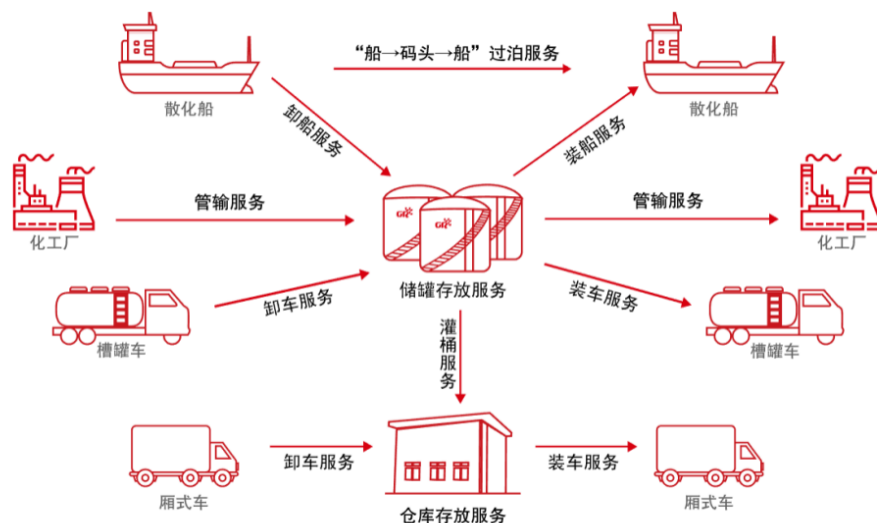 “船→码头→船”过泊服务
散化船
散化船
卸船服务
装船服务
化工厂
管输服务
管输服务
化工厂
储罐存放服务
槽罐车
卸车服务
装车服务
槽罐车
灌桶服务
厢式车
卸车服务
装车服务
厢式车
仓库存放服务